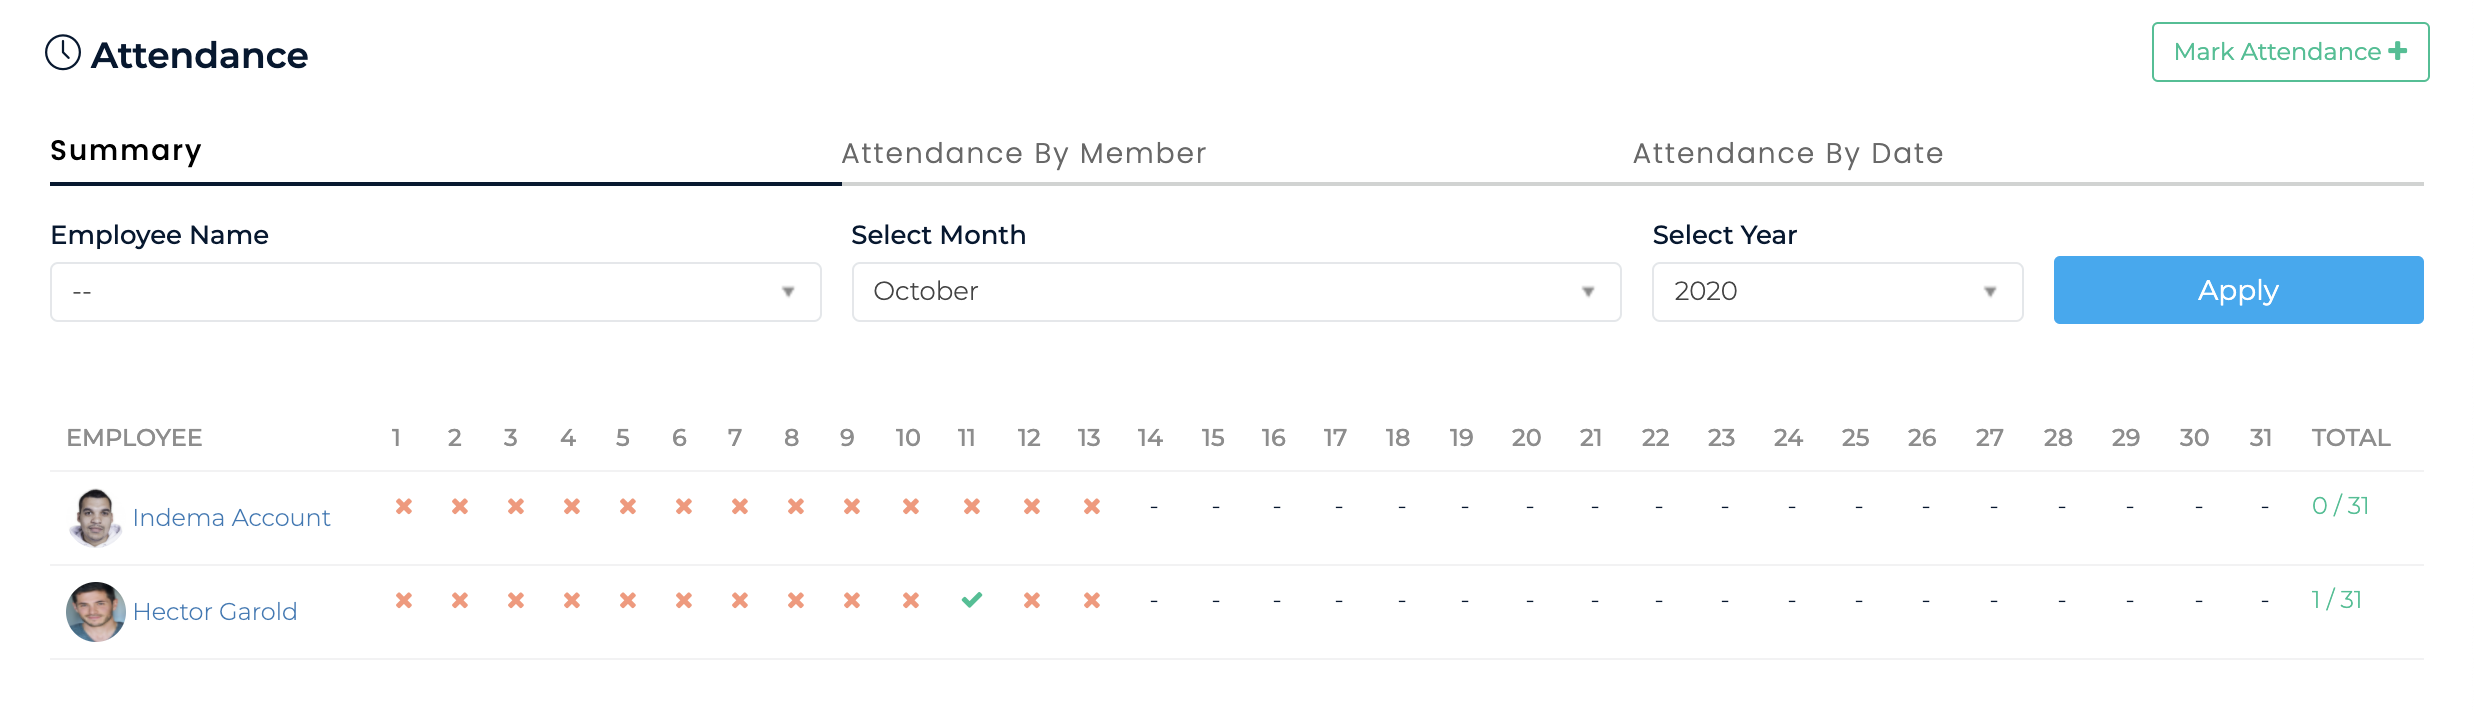 Attendance
Mark Attendance +
Summary Attendance By Member Attendance By Date
Employee Name Select Month Select Year
-- October 2020 Apply
EMPLOYEE 1 2 3 4 5 6 7 8 9 10 11 12 13 14 15 16 17 18 19 20 21 22 23 24 25 26 27 28 29 30 31 TOTAL
Indema Account ✖ ✖ ✖ ✖ ✖ ✖ ✖ ✖ ✖ ✖ ✖ ✖ ✖ - - - - - - - - - - - - - - - - - - 0 / 31
Hector Garold ✖ ✖ ✖ ✖ ✖ ✖ ✖ ✖ ✖ ✖ ✔ ✖ ✖ - - - - - - - - - - - - - - - - - - 1 / 31